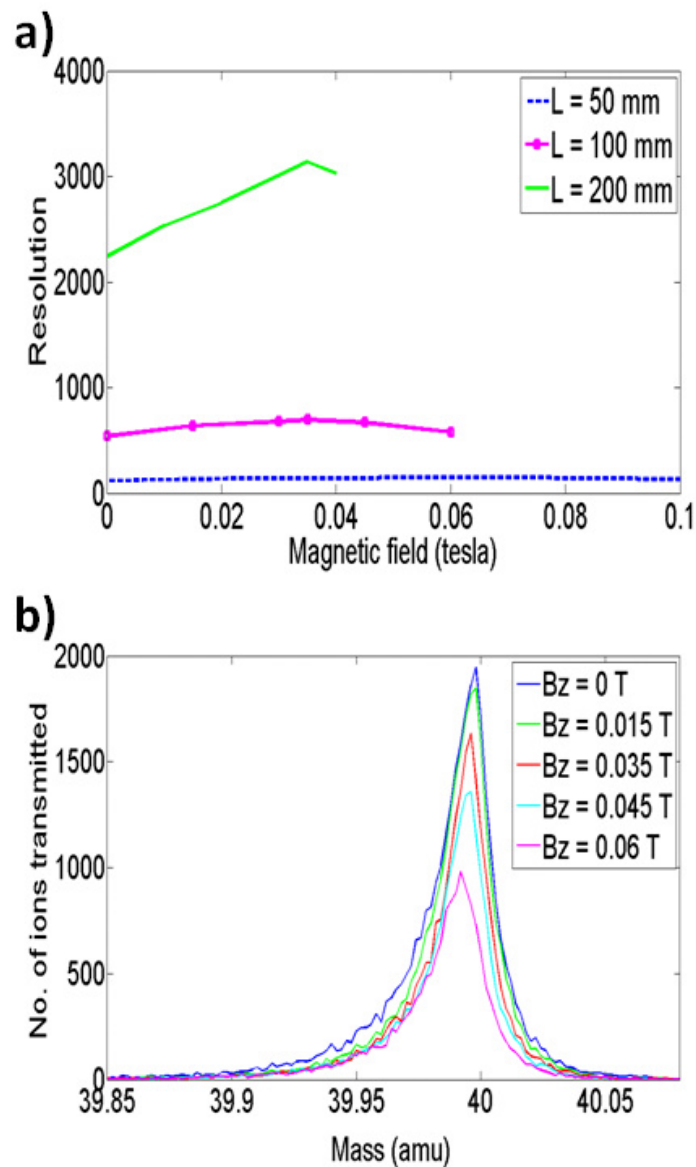 a)
4000
3000
2000
1000
0
Resolution
L = 50 mm
L = 100 mm
L = 200 mm
0 0.02 0.04 0.06 0.08 0.1
Magnetic field (tesla)
b)
2000
1500
1000
500
0
No. of ions transmitted
Bz = 0 T
Bz = 0.015 T
Bz = 0.035 T
Bz = 0.045 T
Bz = 0.06 T
39.85 39.9 39.95 40 40.05
Mass (amu)